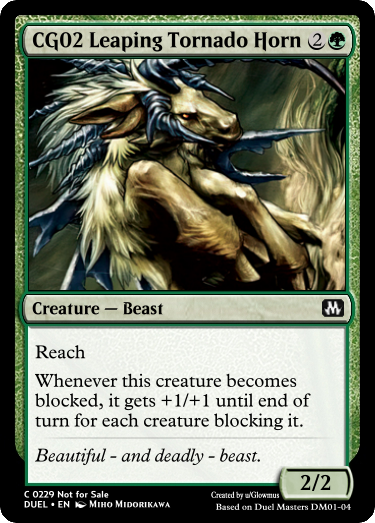 CG02 Leaping Tornado Horn 2
Creature — Beast
Reach
Whenever this creature becomes
blocked, it gets +1/+1 until end of
turn for each creature blocking it.
Beautiful - and deadly - beast.
2/2
C 0229 Not for Sale
DUEL • EN Miho Midorikawa
Created by u/Glowmus
Based on Duel Masters DM01-04